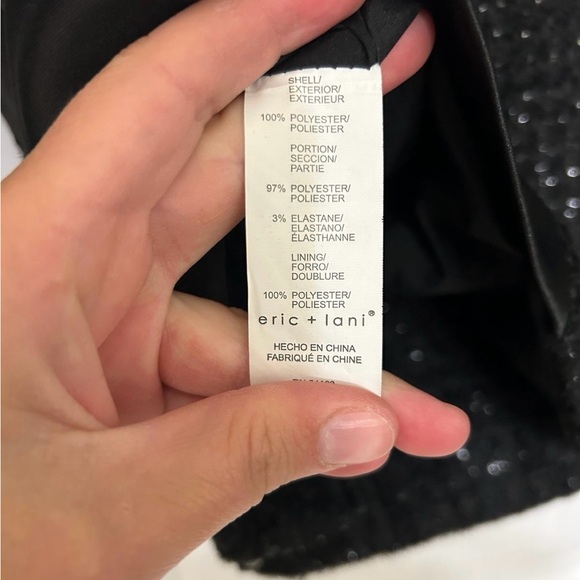 SHELL/
EXTERIOR/
EXTERIEUR
100% POLYESTER/
POLIESTER
PORTION/
SECCION/
PARTIE
97% POLYESTER/
POLIESTER
3% ELASTANE/
ELASTANO/
ÉLASTHANNE
LINING/
FORRO/
DOUBLURE
100% POLYESTER/
POLIESTER
eric + lani®
HECHO EN CHINA
FABRIQUÉ EN CHINE